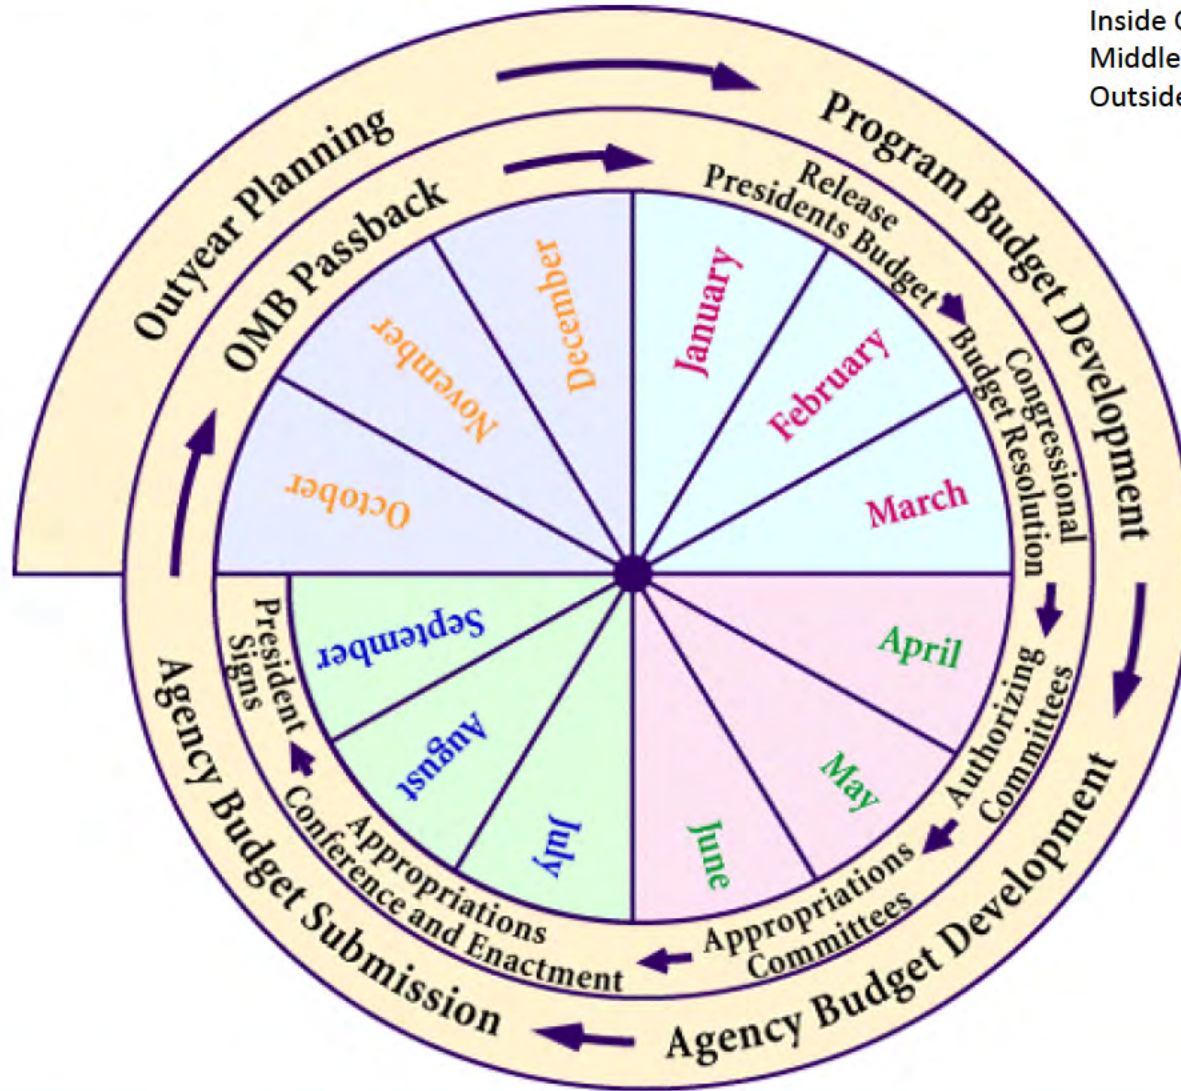 Inside
Middle
Outside
Outyear Planning
Program Budget Development
Agency Budget Development
Agency Budget Submission
OMB Passback
Release
Presidents Budget
Congressional
Budget Resolution
Authorizing
Committees
Appropriations
Committees
Appropriations
Conference and Enactment
President
Signs
January
February
March
April
May
June
July
August
September
October
November
December